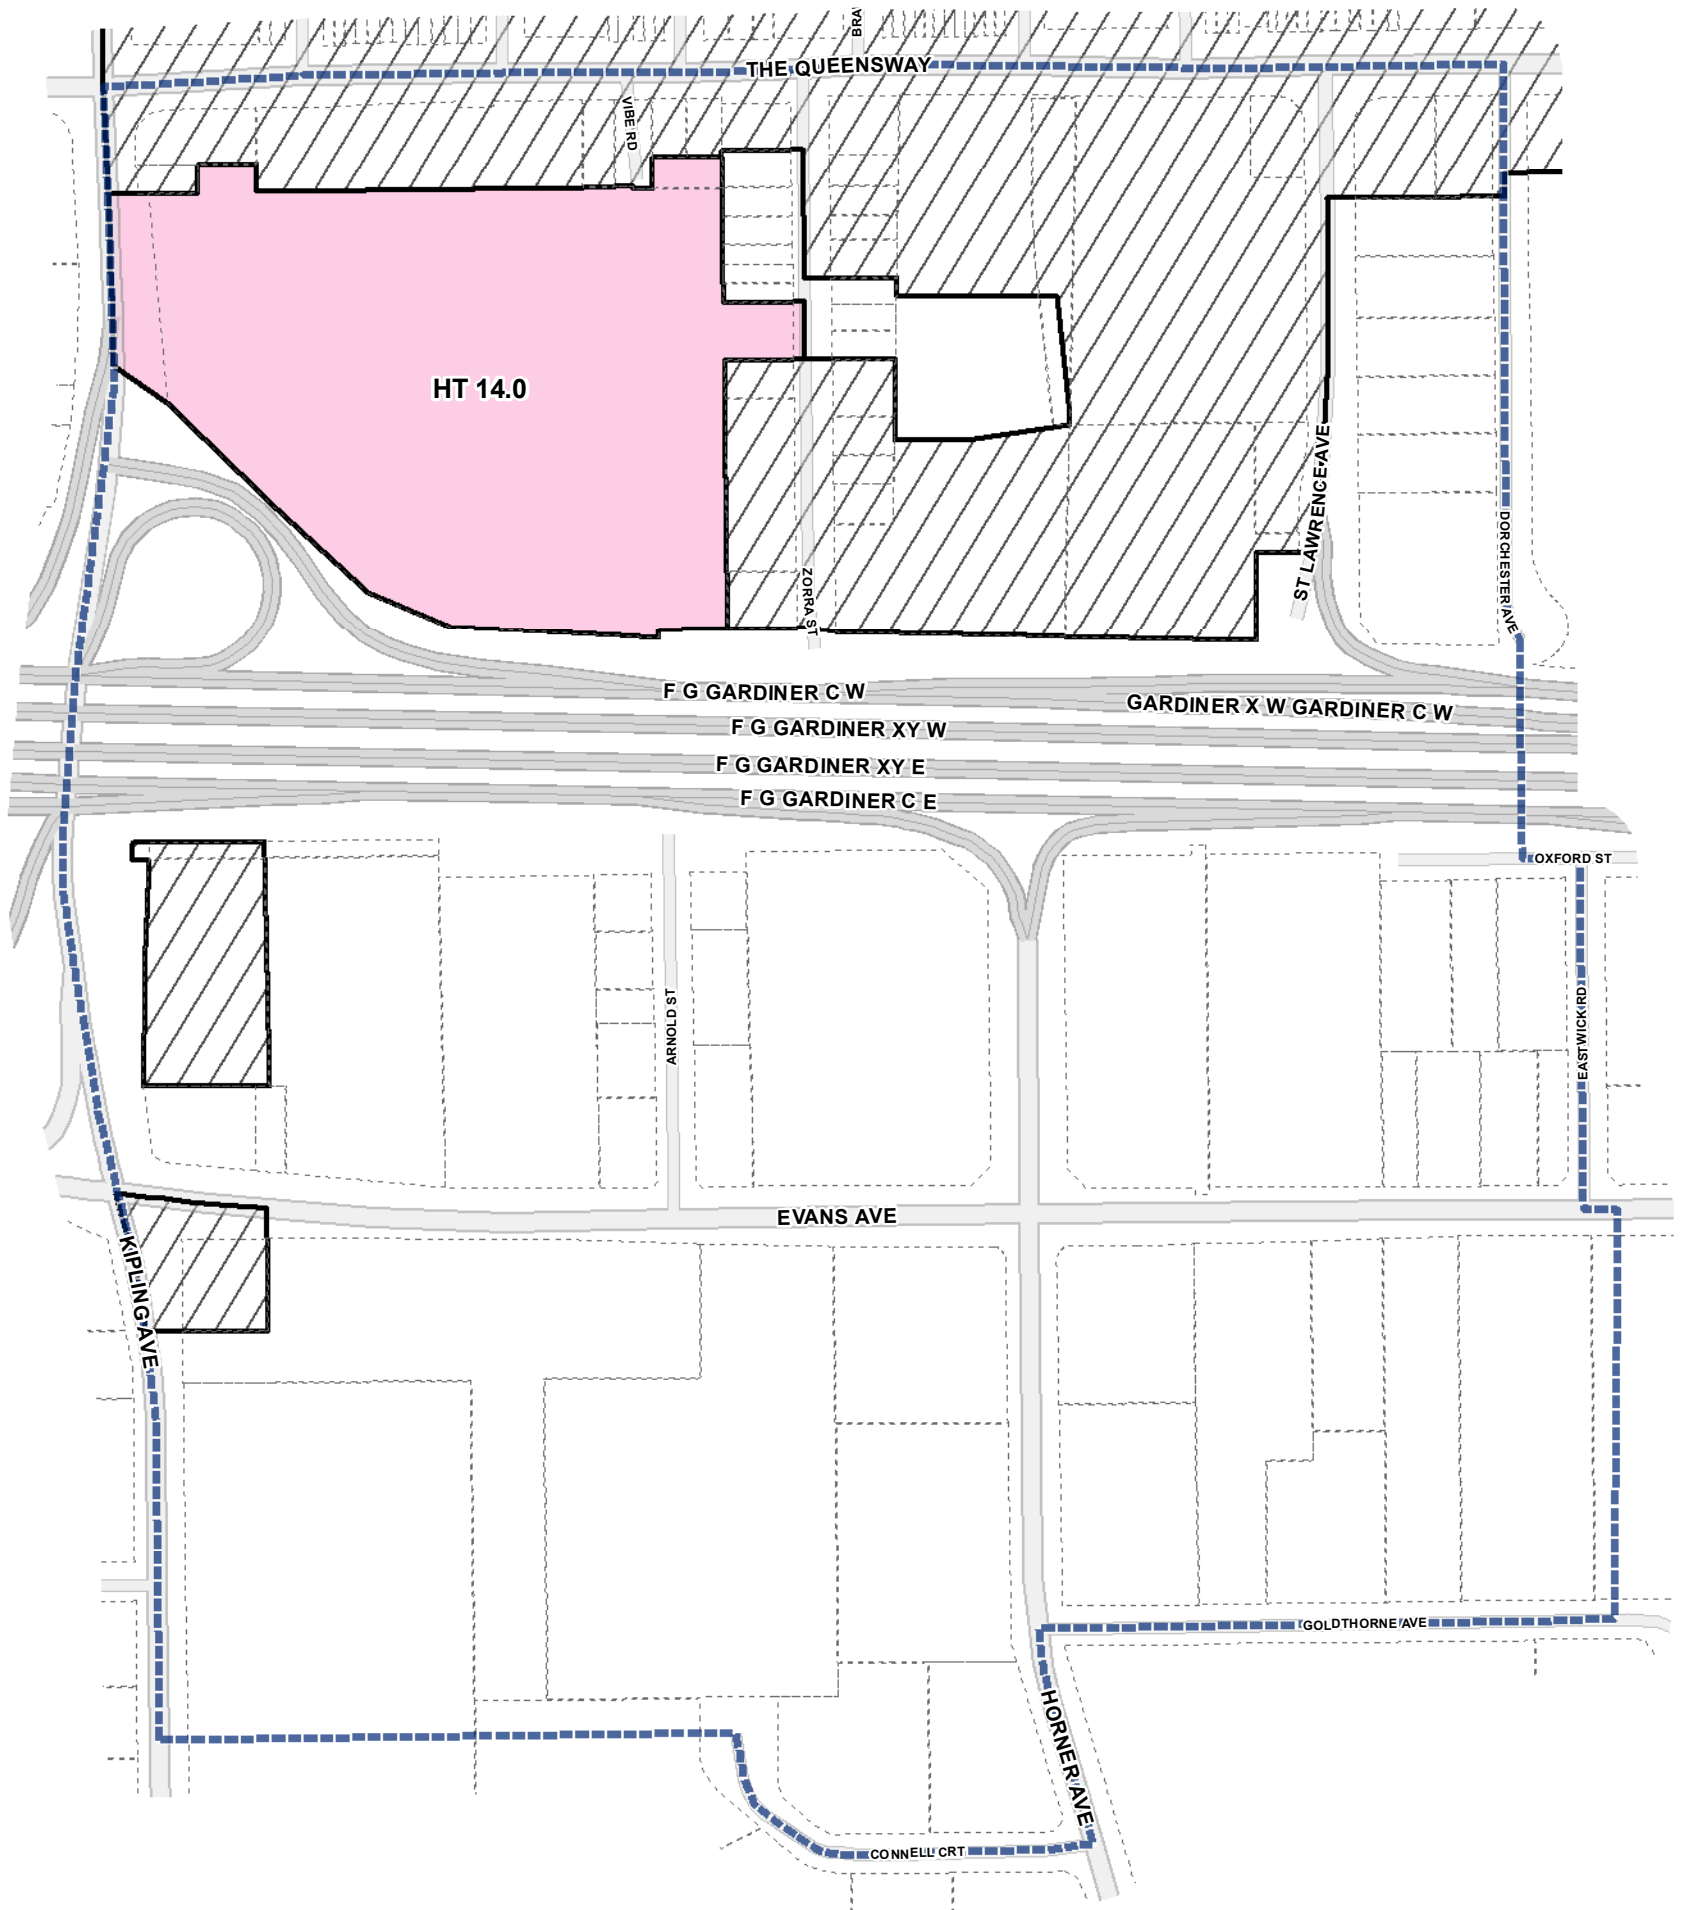 BRA
THE QUEENSWAY
VIBE RD
HT 14.0
ST LAWRENCE AVE
DORCHESTER AVE
ZORRA ST
F G GARDINER C W
GARDINER X W GARDINER C W
F G GARDINER XY W
F G GARDINER XY E
F G GARDINER C E
OXFORD ST
ARNOLD ST
EASTWICK RD
EVANS AVE
KIPLING AVE
GOLDTHORNE AVE
HORNER AVE
CONNELL CRT